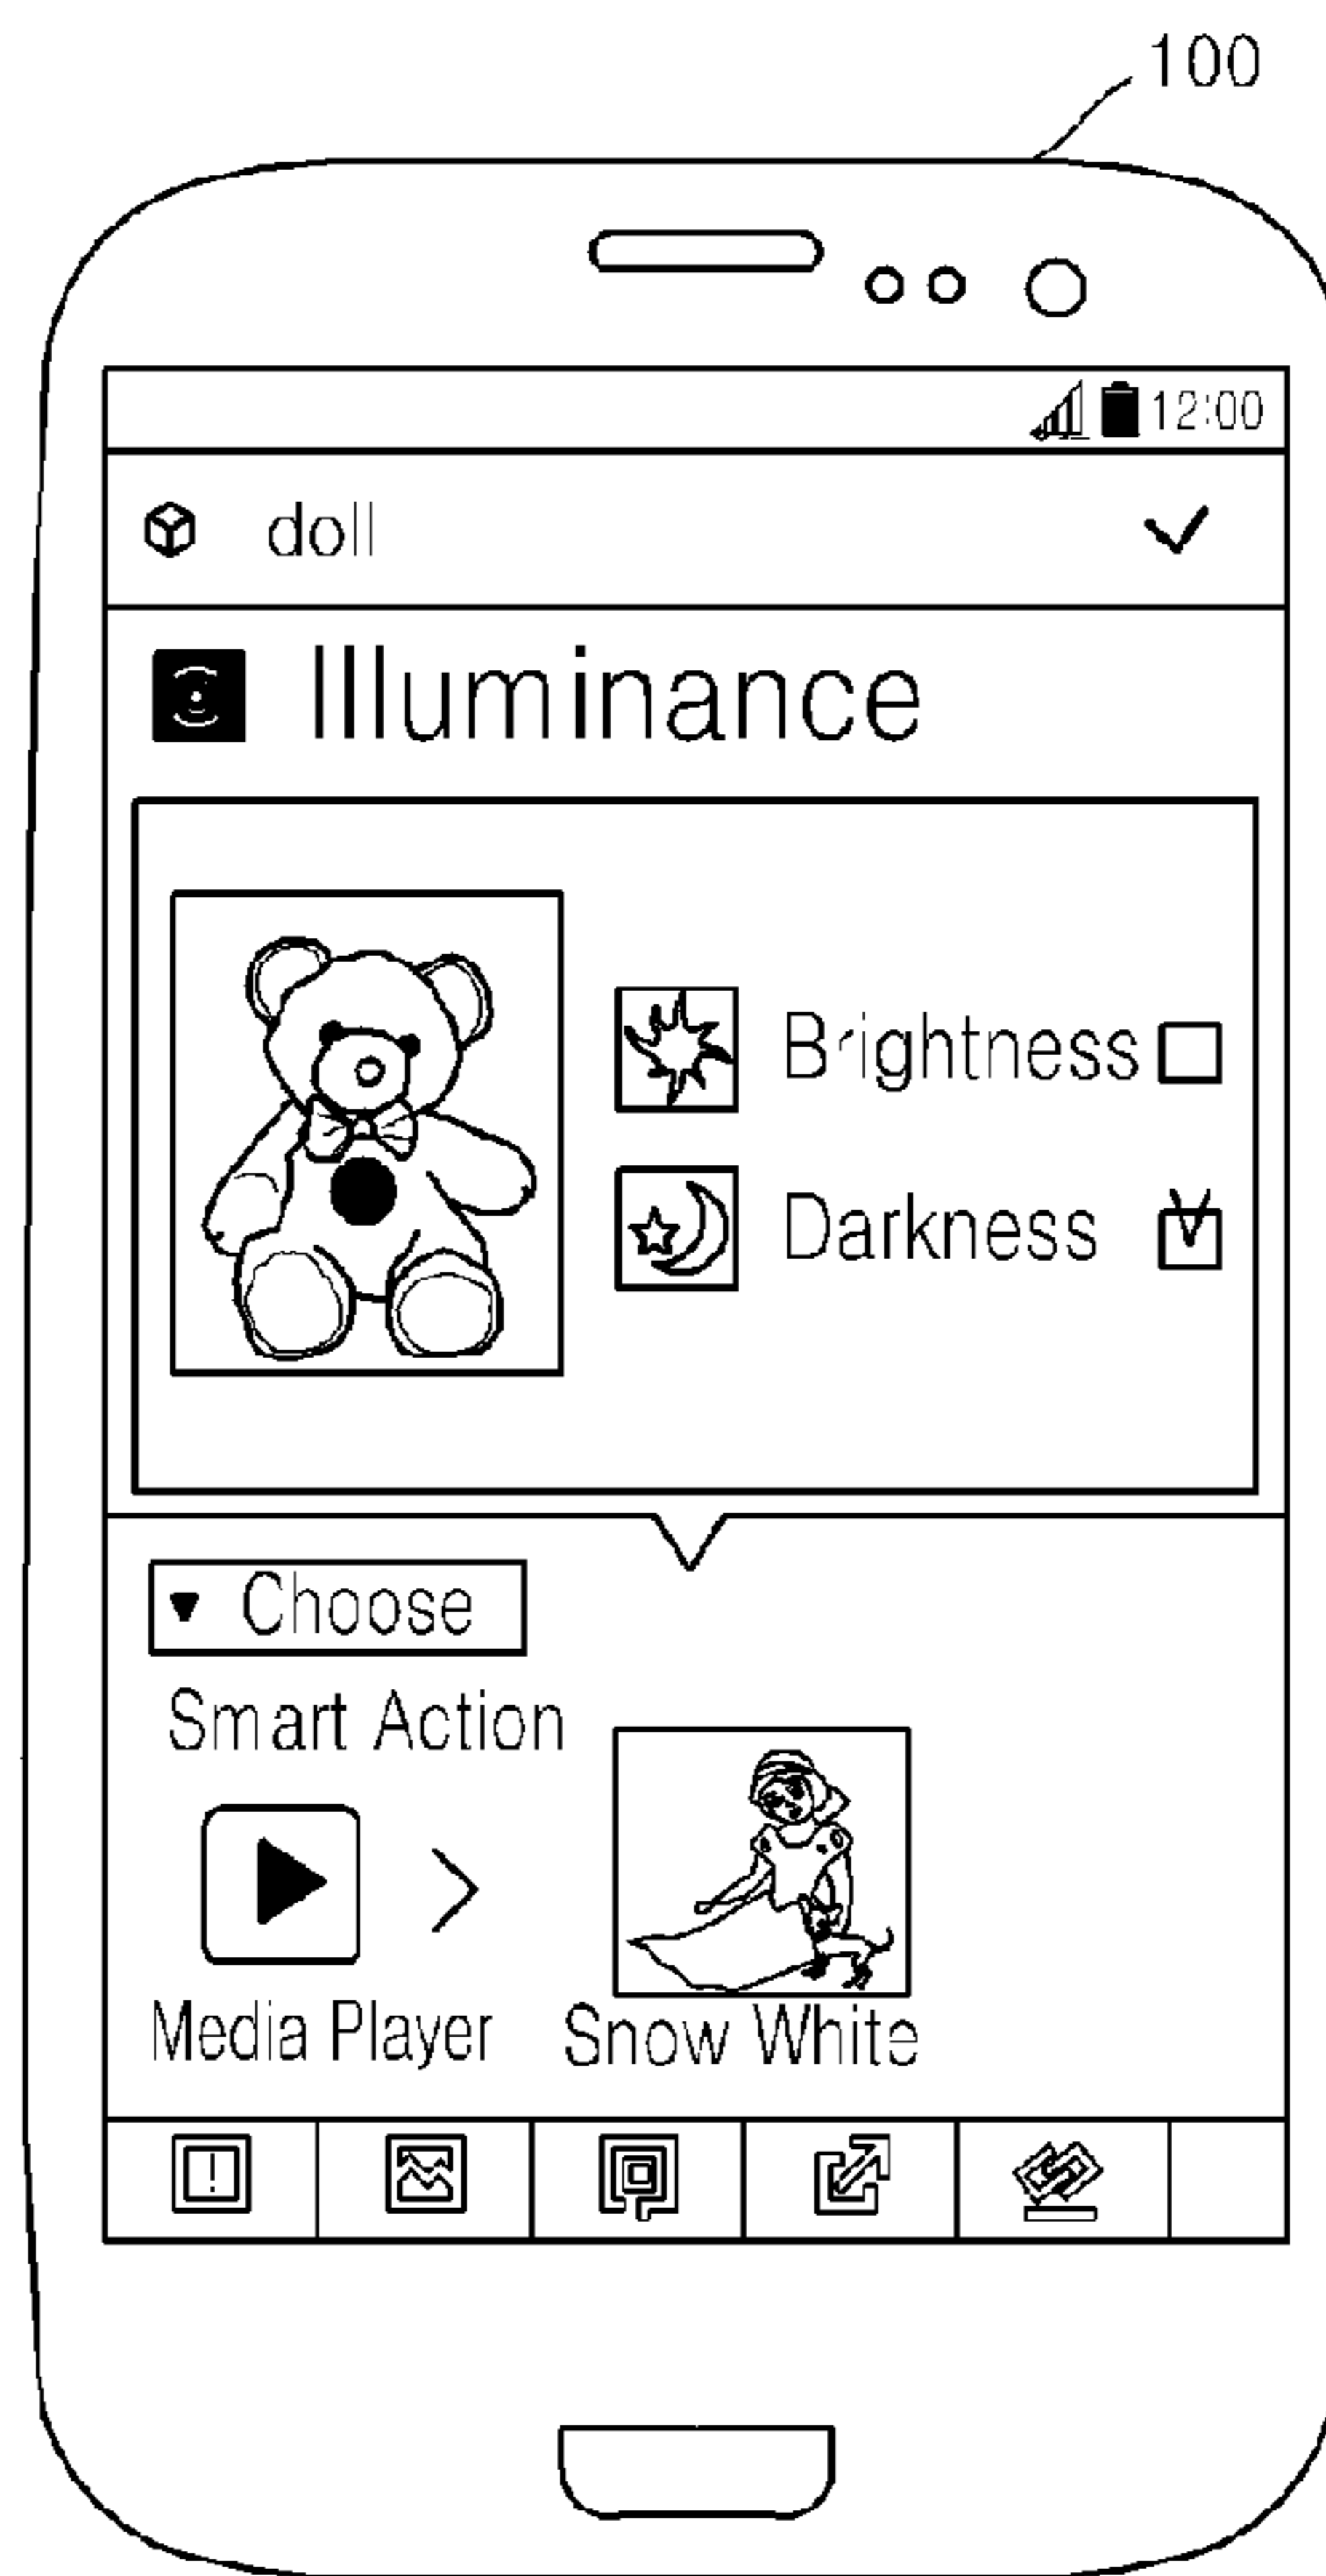 100
12:00
doll
Illuminance
Brightness
Darkness
Choose
Smart Action
Media Player
Snow White